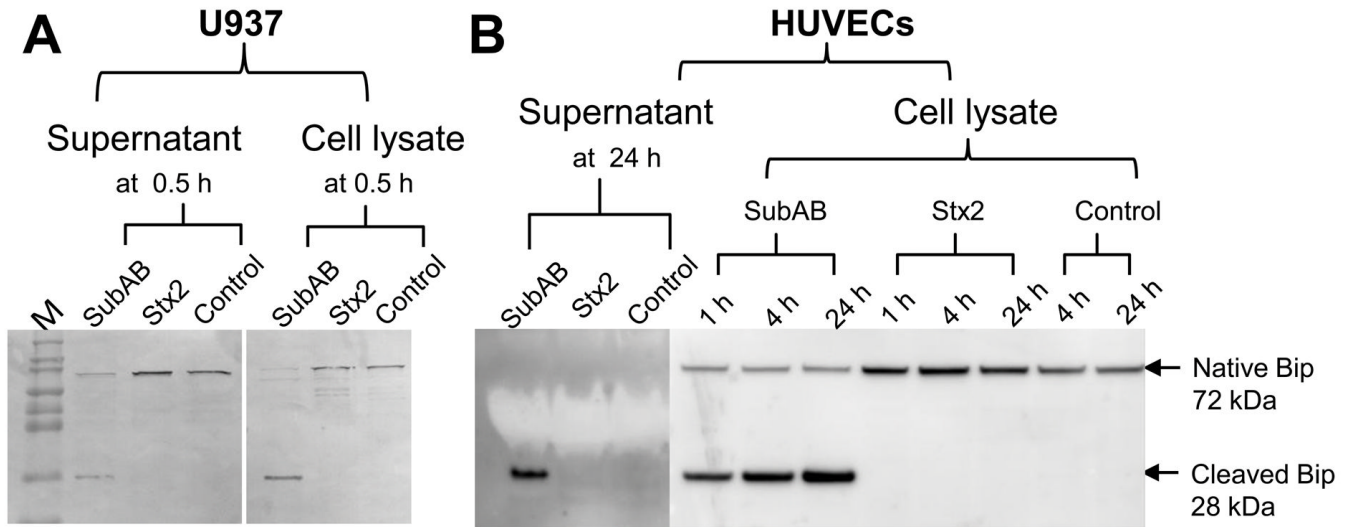 A
U937
Supernatant
at 0.5 h
Cell lysate
at 0.5 h
M
SubAB
Stx2
Control
SubAB
Stx2
Control
B
HUVECs
Supernatant
at 24 h
Cell lysate
SubAB
Stx2
Control
SubAB
Stx2
Control
1 h
4 h
24 h
1 h
4 h
24 h
4 h
24 h
Native Bip
72 kDa
Cleaved Bip
28 kDa